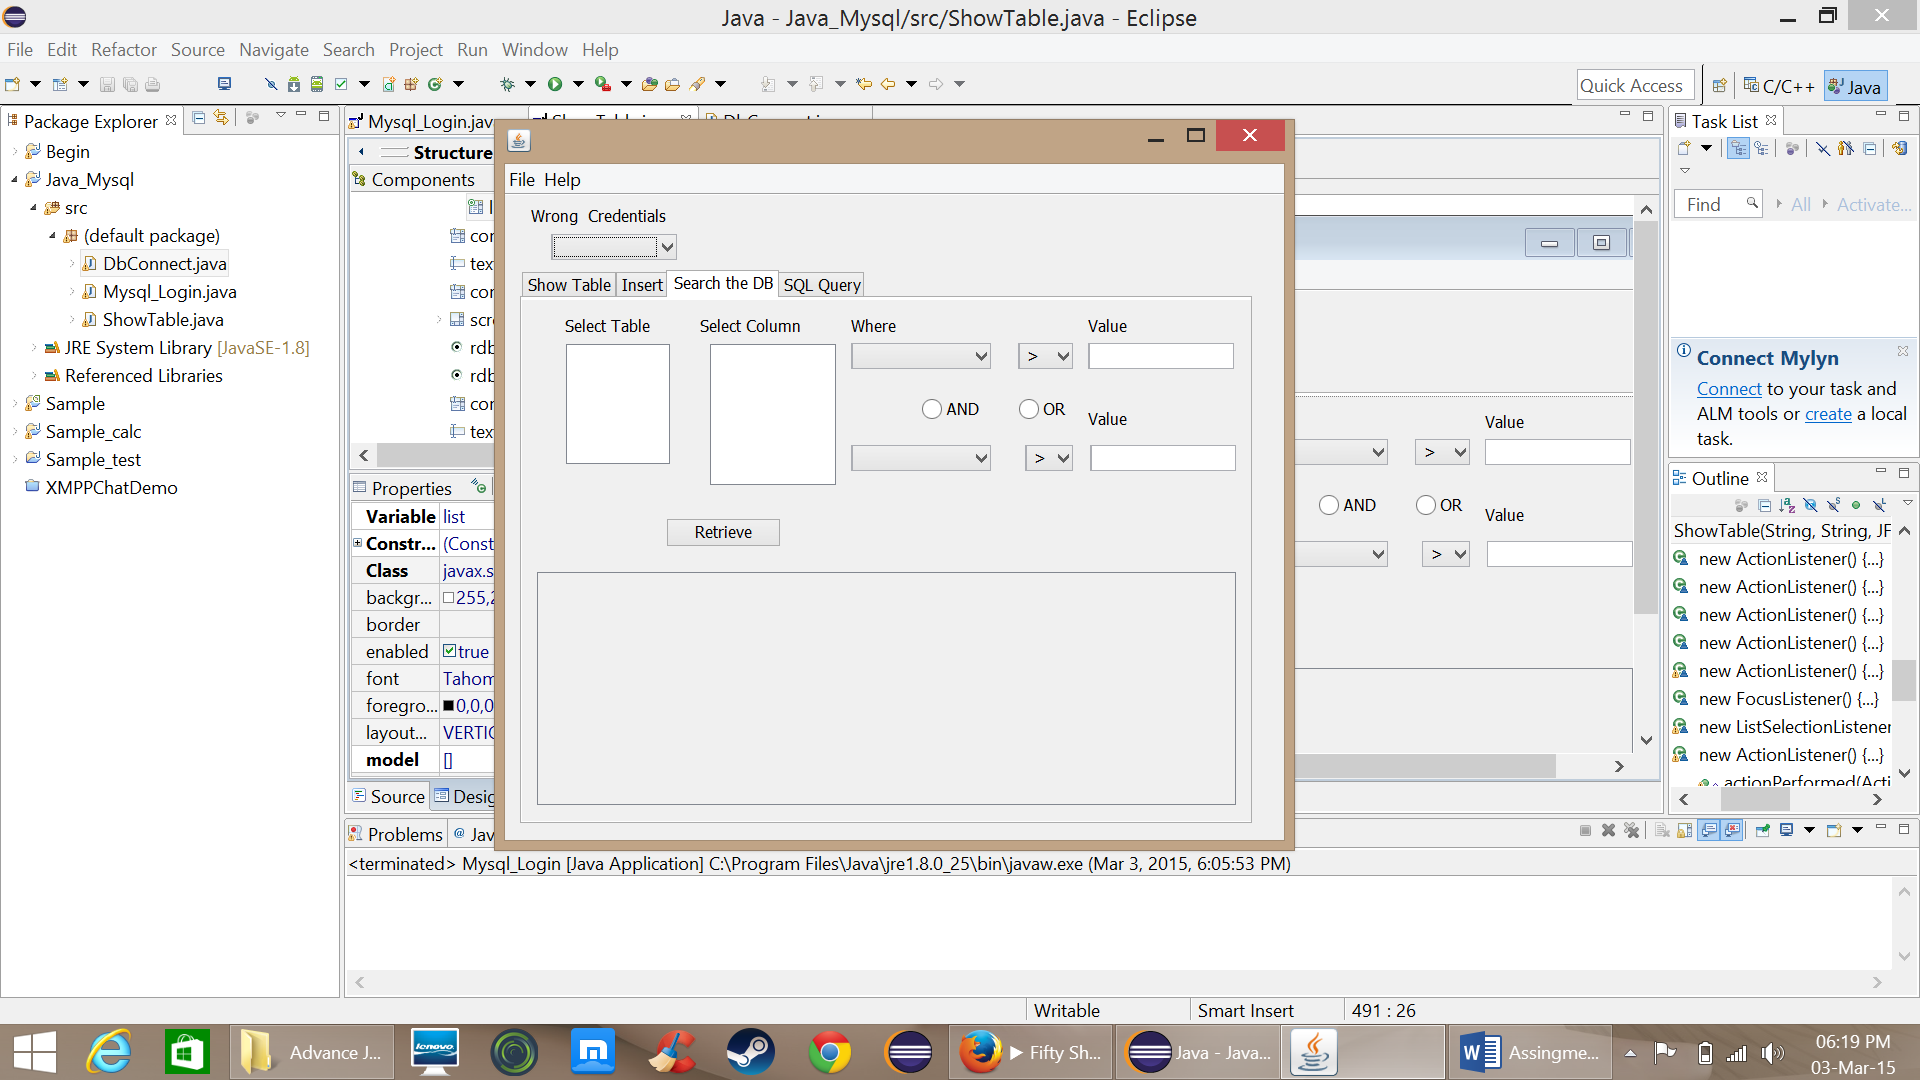 Java - Java_Mysql/src/ShowTable.java - Eclipse
File Edit Refactor Source Navigate Search Project Run Window Help
Quick Access
C/C++
Java
Package Explorer
Begin
Java_Mysql
src
(default package)
DbConnect.java
Mysql_Login.java
ShowTable.java
JRE System Library [JavaSE-1.8]
Referenced Libraries
Sample
Sample_calc
Sample_test
XMPPChatDemo
Mysql_Login.jav
Structure
Components
con
tex
con
scr
rdb
rdb
con
tex
Properties
Variable list
Constr... (Const
Class javax.s
backgr... 255,2
border
enabled true
font Tahom
foregro... 0,0,0
layout... VERTIC
model []
Source
Desig
File Help
Wrong Credentials
Show Table Insert Search the DB SQL Query
Select Table Select Column Where Value
>
AND OR Value
>
Retrieve
Value
>
AND OR Value
>
Task List
Find All Activate...
Connect Mylyn
Connect to your task and
ALM tools or create a local
task.
Outline
ShowTable(String, String, JF
new ActionListener() {...}
new ActionListener() {...}
new ActionListener() {...}
new ActionListener() {...}
new ActionListener() {...}
new FocusListener() {...}
new ListSelectionListener
new ActionListener() {...}
actionPerformed(Acti
Problems @ Jav
<terminated> Mysql_Login [Java Application] C:\Program Files\Java\jre1.8.0_25\bin\javaw.exe (Mar 3, 2015, 6:05:53 PM)
Writable Smart Insert 491 : 26
Advance J...
lenovo
Fifty Sh...
Java - Java...
Assingme...
06:19 PM
03-Mar-15